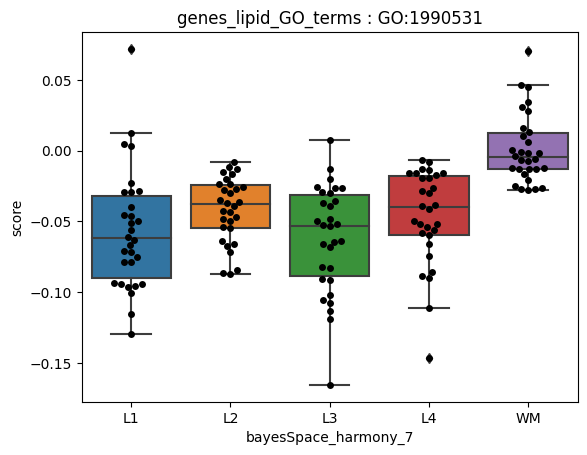 genes_lipid_GO_terms : GO:1990531
score
0.05
0.00
−0.05
−0.10
−0.15
L1 L2 L3 L4 WM
bayesSpace_harmony_7